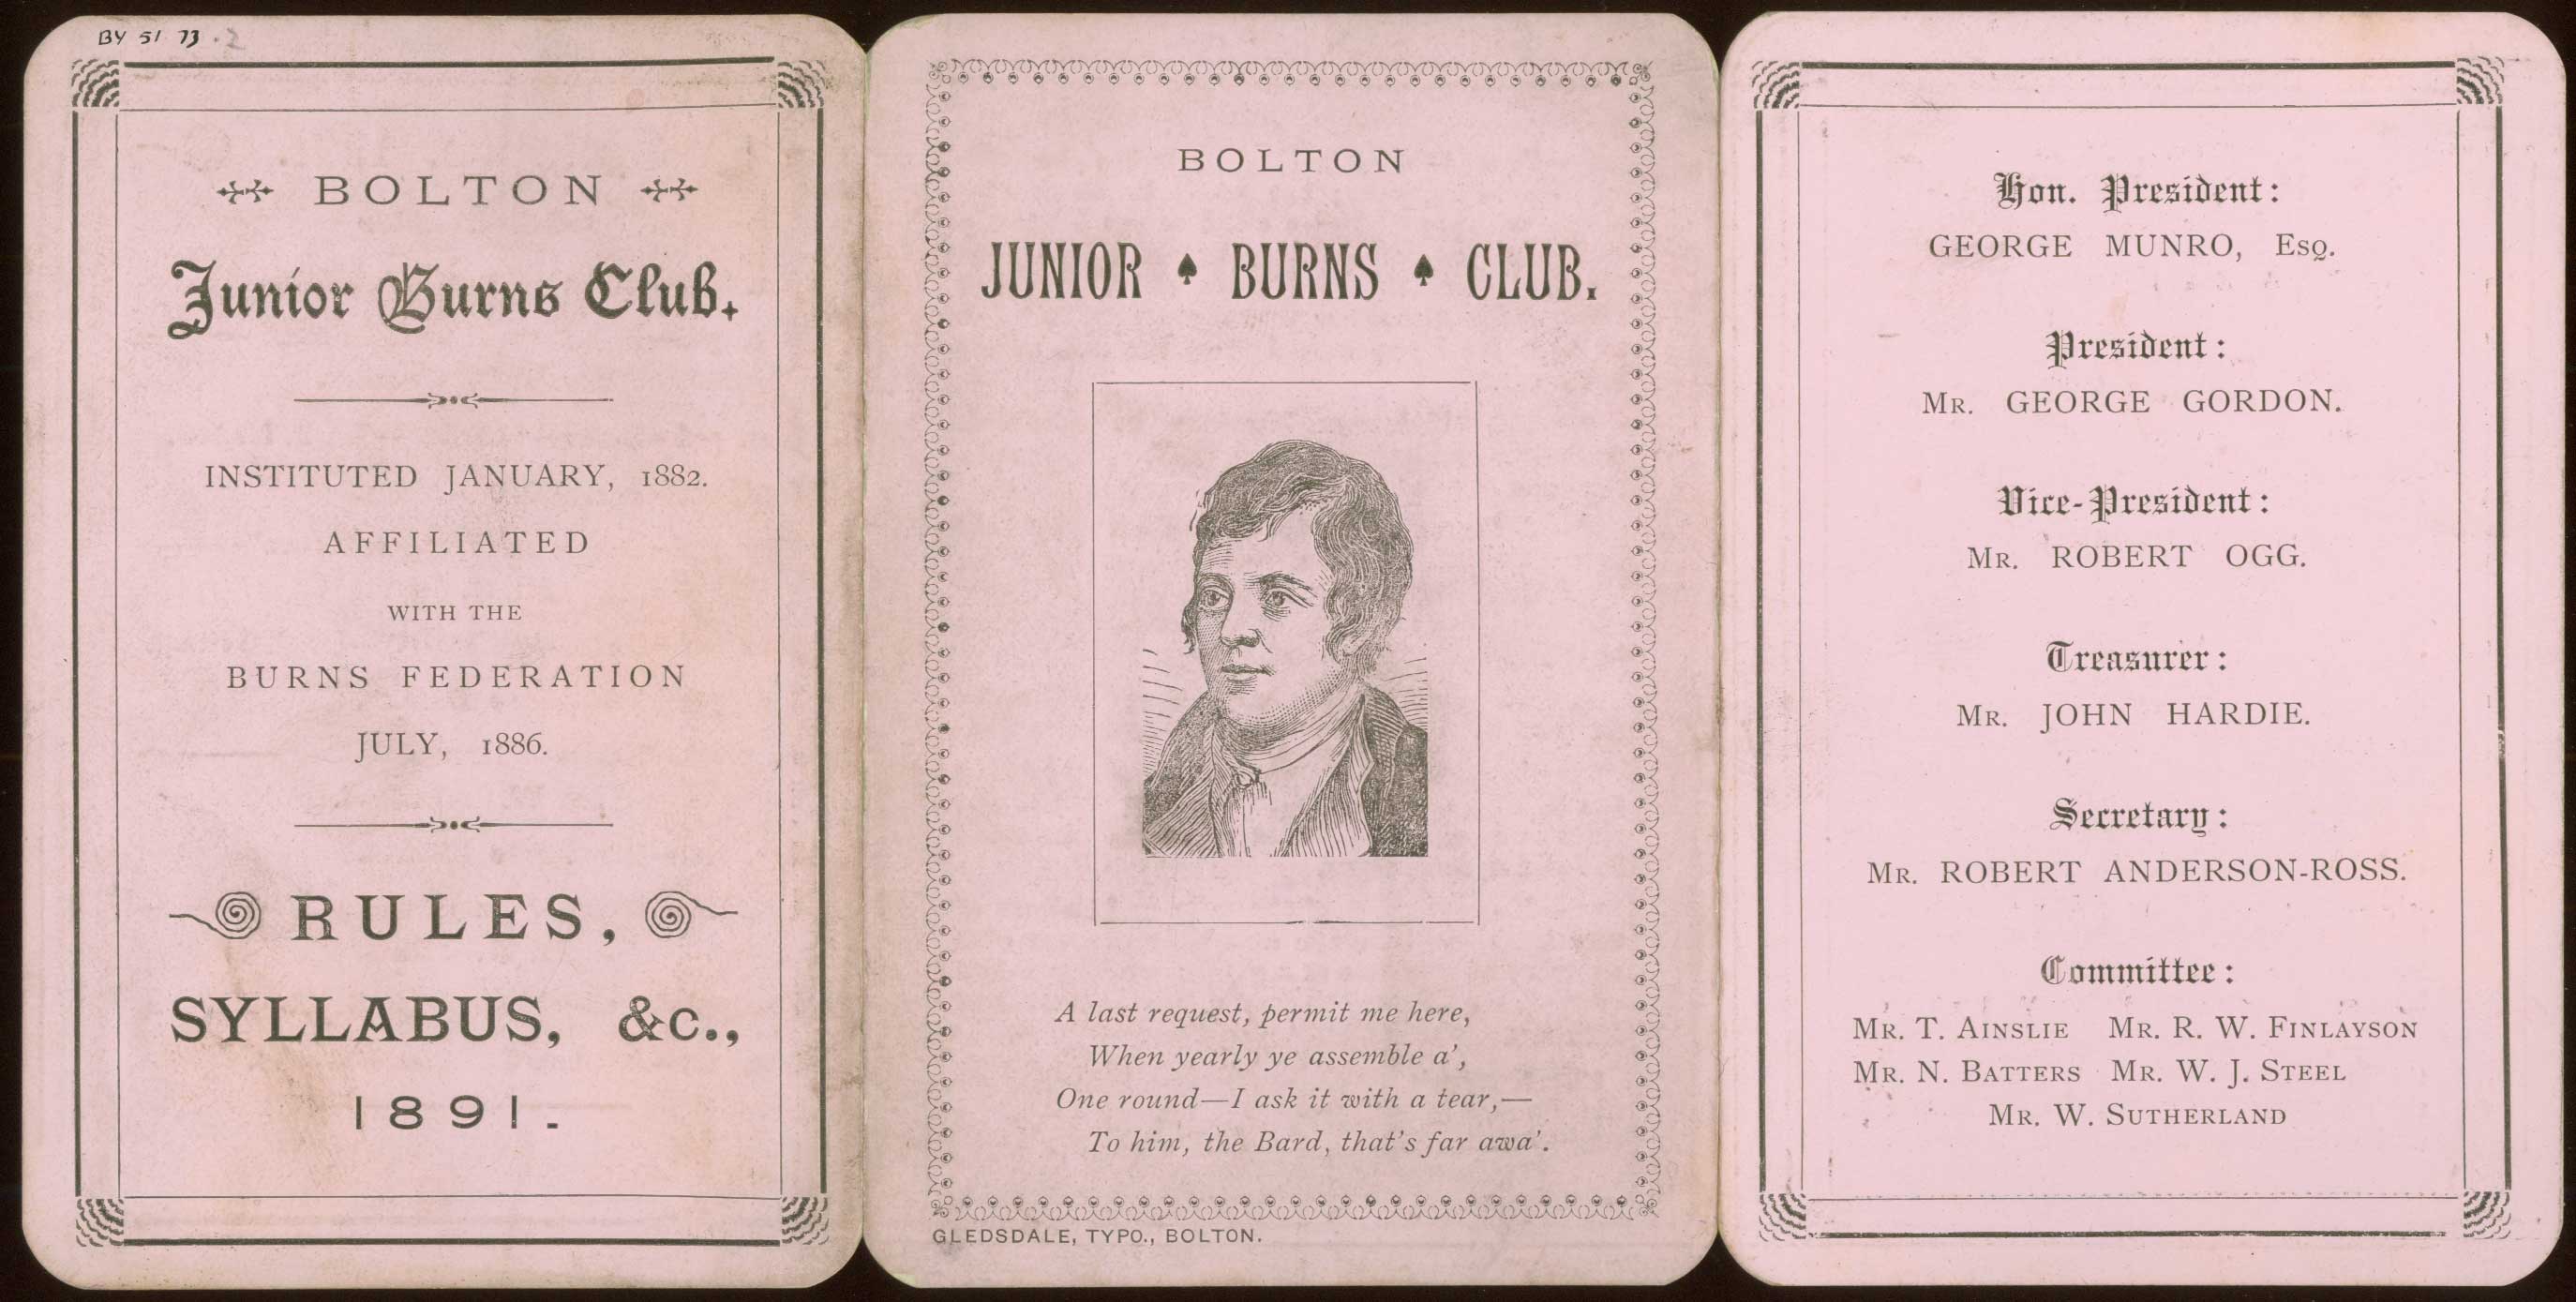 BY 51 73 .2
BOLTON
Junior Burns Club.
INSTITUTED JANUARY, 1882.
AFFILIATED
WITH THE
BURNS FEDERATION
JULY, 1886.
RULES,
SYLLABUS, &c.,
1891.
BOLTON
JUNIOR ♠ BURNS ♠ CLUB.
A last request, permit me here,
When yearly ye assemble a',
One round—I ask it with a tear,—
To him, the Bard, that's far awa'.
GLEDSDALE, TYPO., BOLTON.
Hon. President:
GEORGE MUNRO, Esq.
President:
Mr. GEORGE GORDON.
Vice-President:
Mr. ROBERT OGG.
Treasurer:
Mr. JOHN HARDIE.
Secretary:
Mr. ROBERT ANDERSON-ROSS.
Committee:
Mr. T. Ainslie Mr. R. W. Finlayson
Mr. N. Batters Mr. W. J. Steel
Mr. W. Sutherland